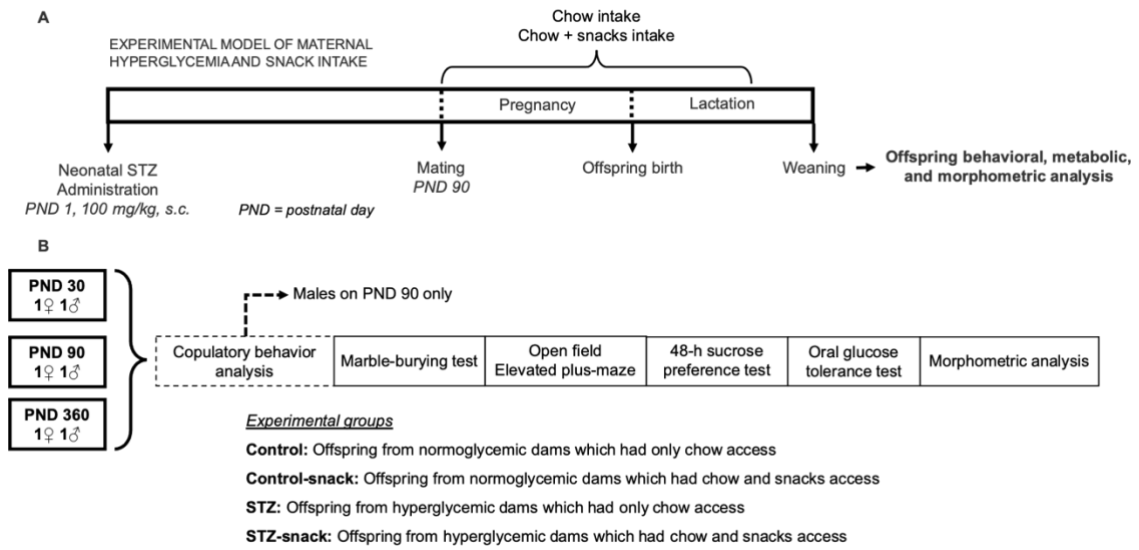 A
Chow intake
Chow + snacks intake
EXPERIMENTAL MODEL OF MATERNAL
HYPERGLYCEMIA AND SNACK INTAKE
Pregnancy
Lactation
Neonatal STZ
Administration
PND 1, 100 mg/kg, s.c.
Mating
PND 90
Offspring birth
Weaning
Offspring behavioral, metabolic,
and morphometric analysis
PND = postnatal day
B
PND 30
1♀ 1♂
PND 90
1♀ 1♂
PND 360
1♀ 1♂
Males on PND 90 only
Copulatory behavior
analysis
Marble-burying test
Open field
Elevated plus-maze
48-h sucrose
preference test
Oral glucose
tolerance test
Morphometric analysis
Experimental groups
Control: Offspring from normoglycemic dams which had only chow access
Control-snack: Offspring from normoglycemic dams which had chow and snacks access
STZ: Offspring from hyperglycemic dams which had only chow access
STZ-snack: Offspring from hyperglycemic dams which had chow and snacks access